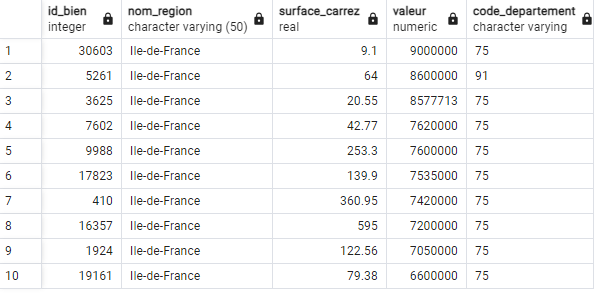 id_bien nom_region surface_carrez valeur code_departement
integer character varying (50) real numeric character varying
1 30603 Ile-de-France 9.1 9000000 75
2 5261 Ile-de-France 64 8600000 91
3 3625 Ile-de-France 20.55 8577713 75
4 7602 Ile-de-France 42.77 7620000 75
5 9988 Ile-de-France 253.3 7600000 75
6 17823 Ile-de-France 139.9 7535000 75
7 410 Ile-de-France 360.95 7420000 75
8 16357 Ile-de-France 595 7200000 75
9 1924 Ile-de-France 122.56 7050000 75
10 19161 Ile-de-France 79.38 6600000 75